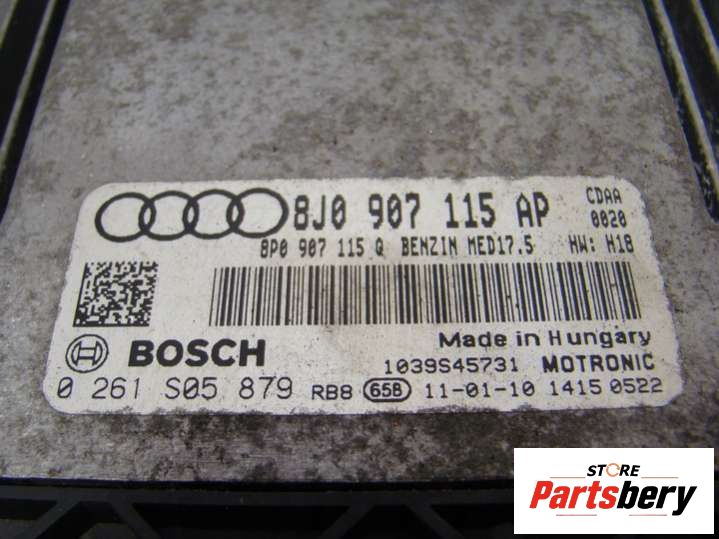 8J0 907 115 AP
CDAA
0020
8P0 907 115 Q BENZIN MED17.5 HW: H18
Made in Hungary
BOSCH
1039S45731 MOTRONIC
0 261 S05 879 RB8 65B 11-01-10 1415 0522
STORE
Partsbery